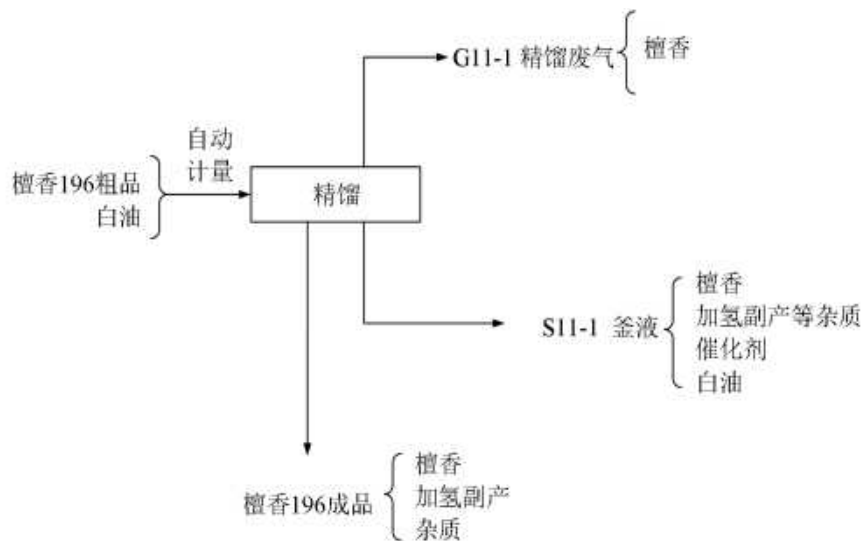 G11-1 精馏废气
檀香
自动
计量
檀香196粗品
白油
精馏
S11-1 釜液
檀香
加氢副产等杂质
催化剂
白油
檀香196成品
檀香
加氢副产
杂质